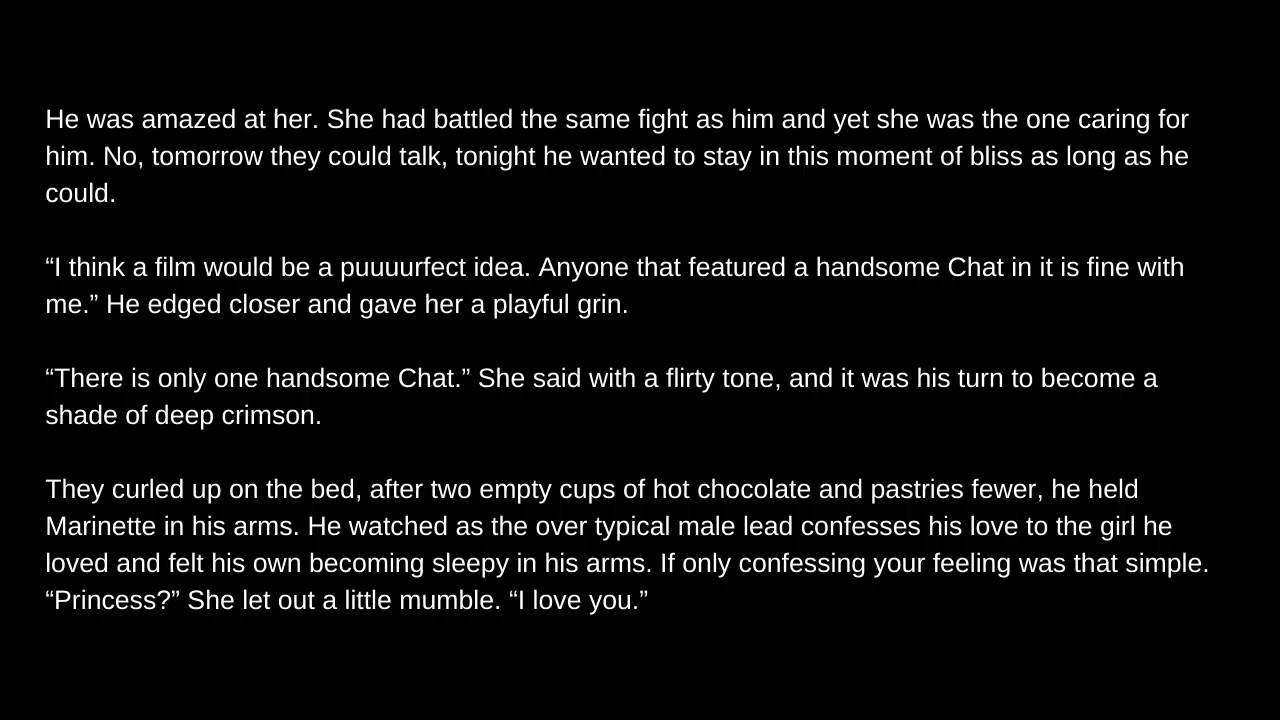 He was amazed at her. She had battled the same fight as him and yet she was the one caring for
him. No, tomorrow they could talk, tonight he wanted to stay in this moment of bliss as long as he
could.
“I think a film would be a puuuurfect idea. Anyone that featured a handsome Chat in it is fine with
me.” He edged closer and gave her a playful grin.
“There is only one handsome Chat.” She said with a flirty tone, and it was his turn to become a
shade of deep crimson.
They curled up on the bed, after two empty cups of hot chocolate and pastries fewer, he held
Marinette in his arms. He watched as the over typical male lead confesses his love to the girl he
loved and felt his own becoming sleepy in his arms. If only confessing your feeling was that simple.
“Princess?” She let out a little mumble. “I love you.”